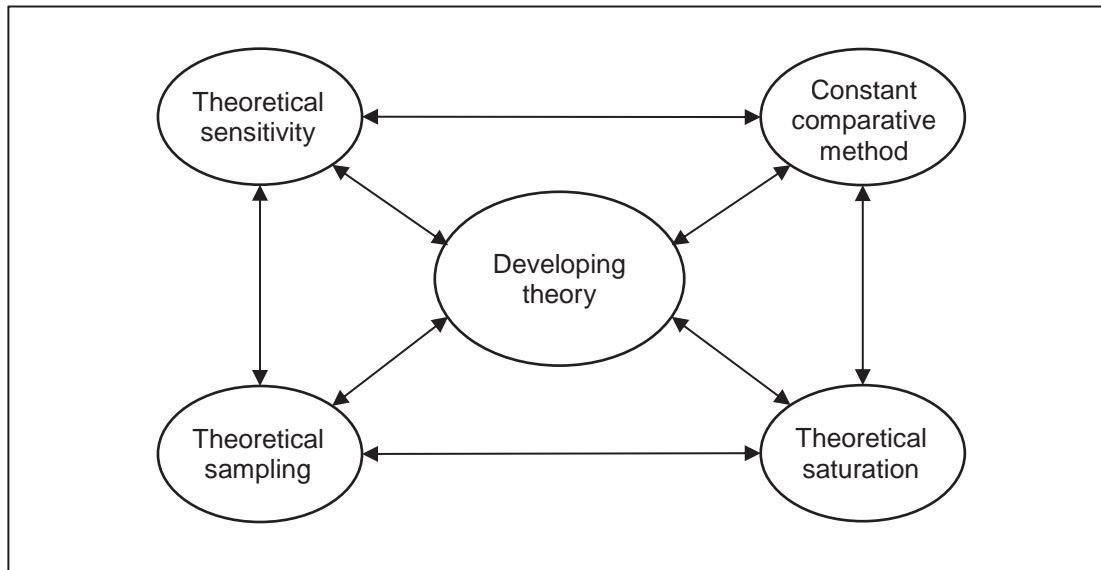 Theoretical
sensitivity
Constant
comparative
method
Developing
theory
Theoretical
sampling
Theoretical
saturation